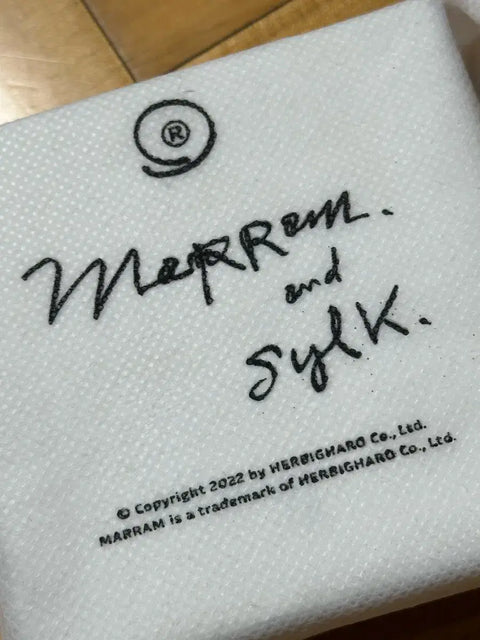 ®
MarRam.
and
SylK.
© Copyright 2022 by HERBIGHARO Co., Ltd.
MARRAM is a trademark of HERBIGHARO Co., Ltd.